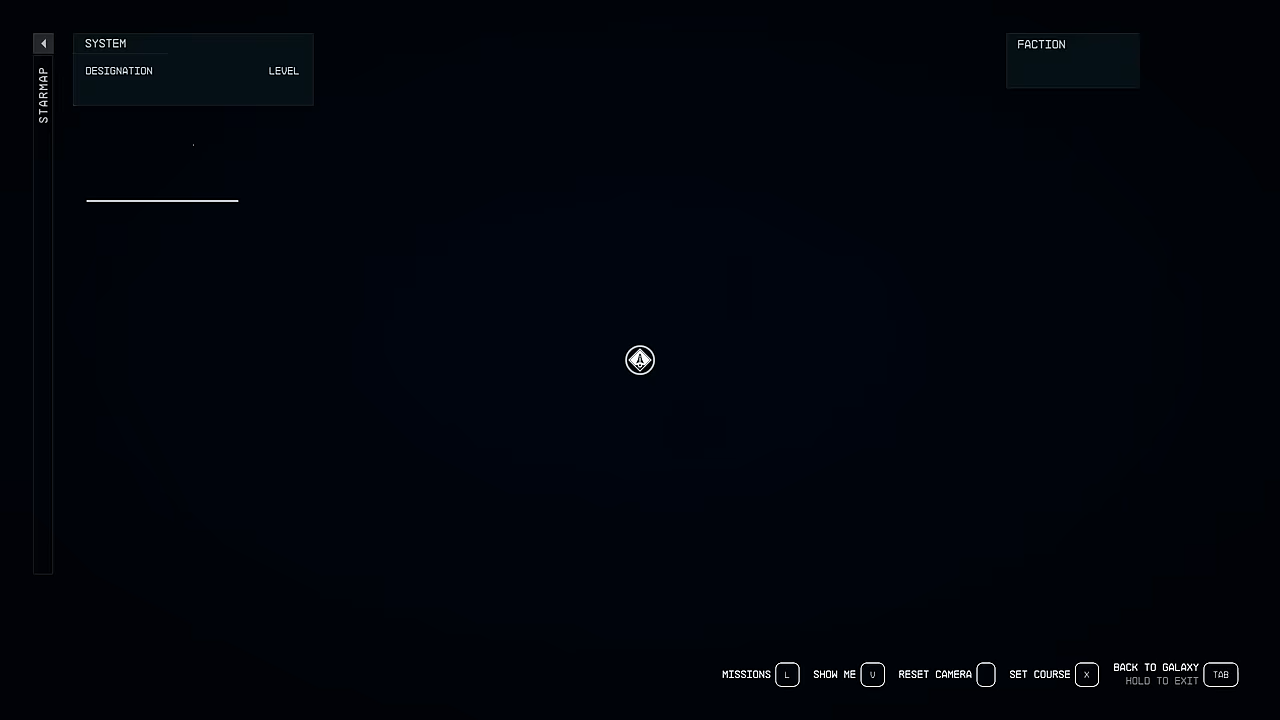 SYSTEM
DESIGNATION LEVEL
FACTION
STARMAP
MISSIONS L SHOW ME V RESET CAMERA SET COURSE X BACK TO GALAXY TAB
HOLD TO EXIT